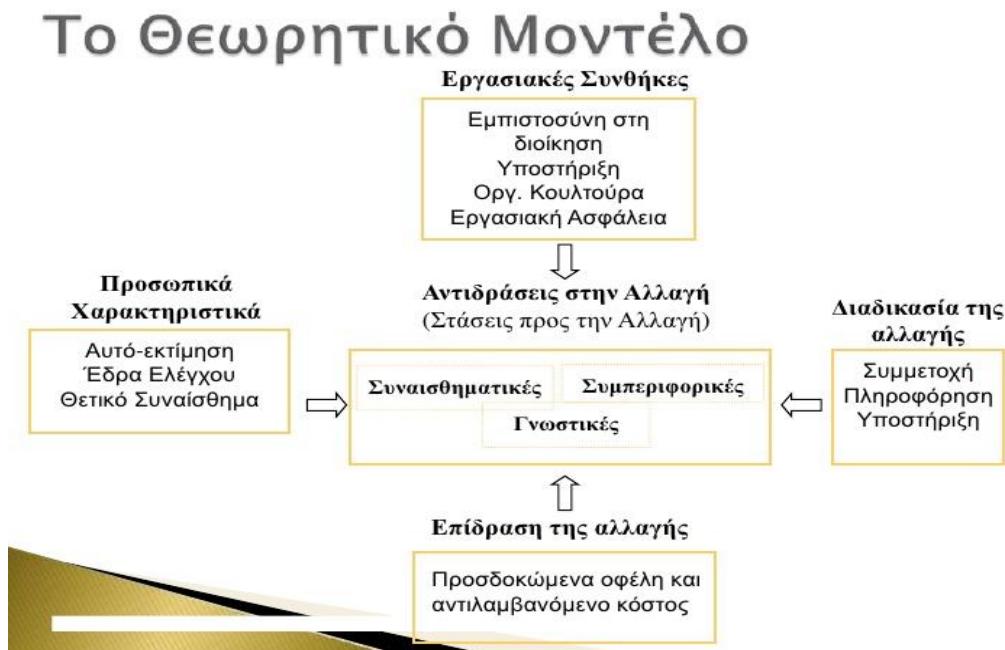 Το Θεωρητικό Μοντέλο
Εργασιακές Συνθήκες
Εμπιστοσύνη στη
διοίκηση
Υποστήριξη
Οργ. Κουλτούρα
Εργασιακή Ασφάλεια
Προσωπικά
Χαρακτηριστικά
Αυτό-εκτίμηση
Έδρα Ελέγχου
Θετικό Συναίσθημα
Αντιδράσεις στην Αλλαγή
(Στάσεις προς την Αλλαγή)
Συναισθηματικές
Συμπεριφορικές
Γνωστικές
Διαδικασία της
αλλαγής
Συμμετοχή
Πληροφόρηση
Υποστήριξη
Επίδραση της αλλαγής
Προσδοκώμενα οφέλη και
αντιλαμβανόμενο κόστος